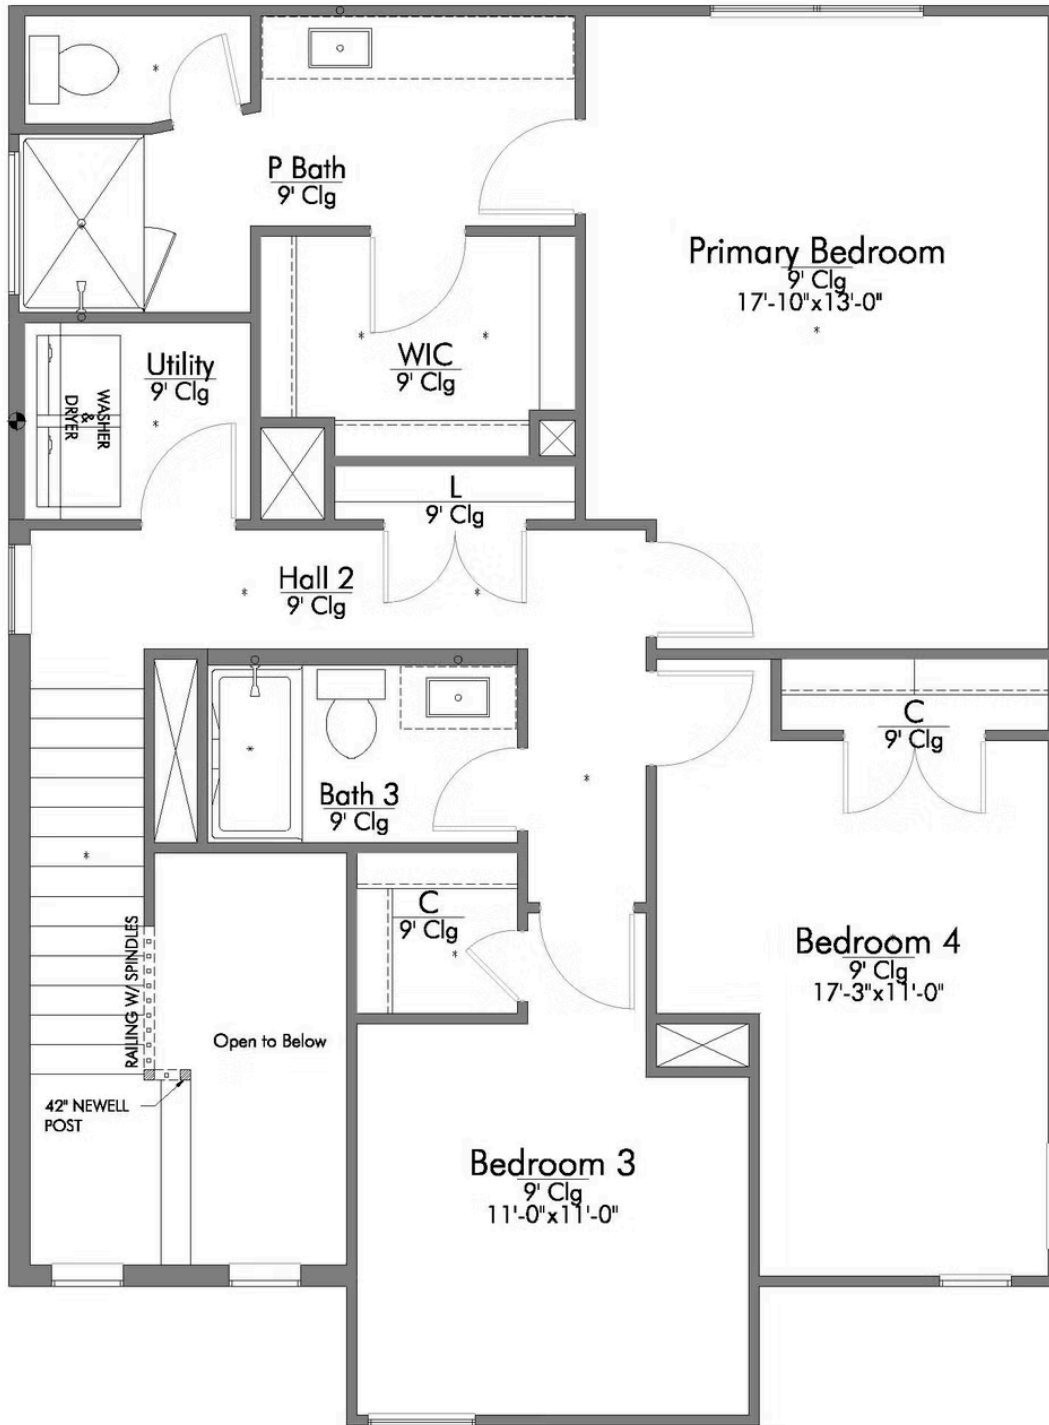 P Bath
9' Clg
Primary Bedroom
9' Clg
17'-10"x13'-0"
Utility
9' Clg
WASHER
&
DRYER
WIC
9' Clg
L
9' Clg
Hall 2
9' Clg
C
9' Clg
Bath 3
9' Clg
C
9' Clg
RAILING W/ SPINDLES
Bedroom 4
9' Clg
17'-3"x11'-0"
Open to Below
42" NEWELL
POST
Bedroom 3
9' Clg
11'-0"x11'-0"